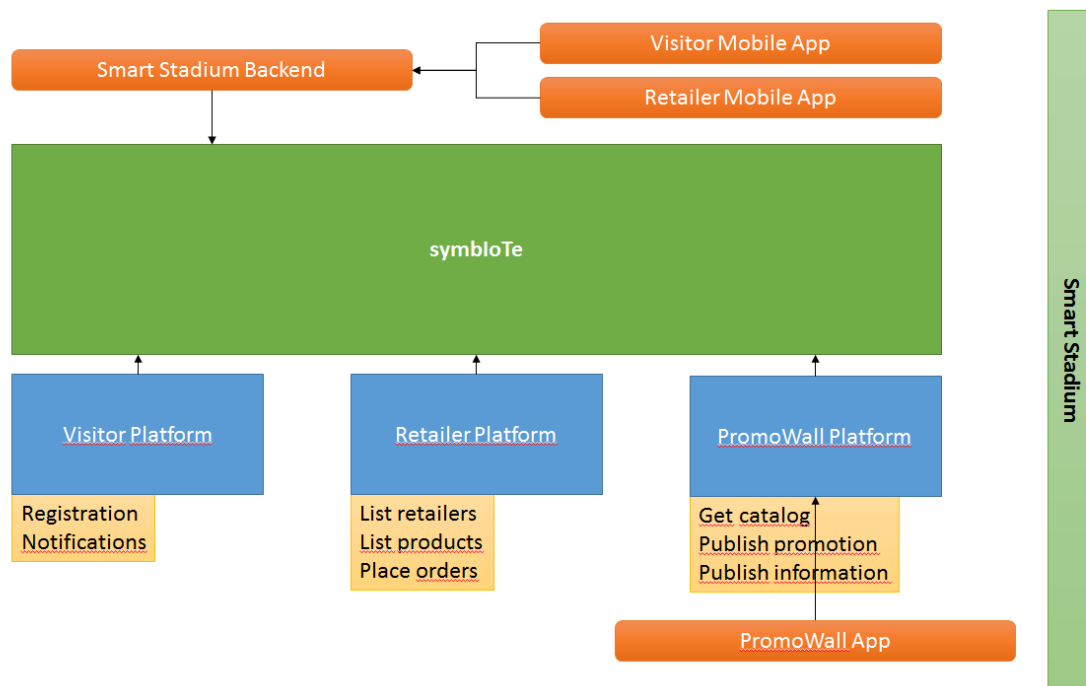 Visitor Mobile App
Smart Stadium Backend
Retailer Mobile App
symbIoTe
Smart Stadium
Visitor Platform
Retailer Platform
PromoWall Platform
Registration
Notifications
List retailers
List products
Place orders
Get catalog
Publish promotion
Publish information
PromoWall App